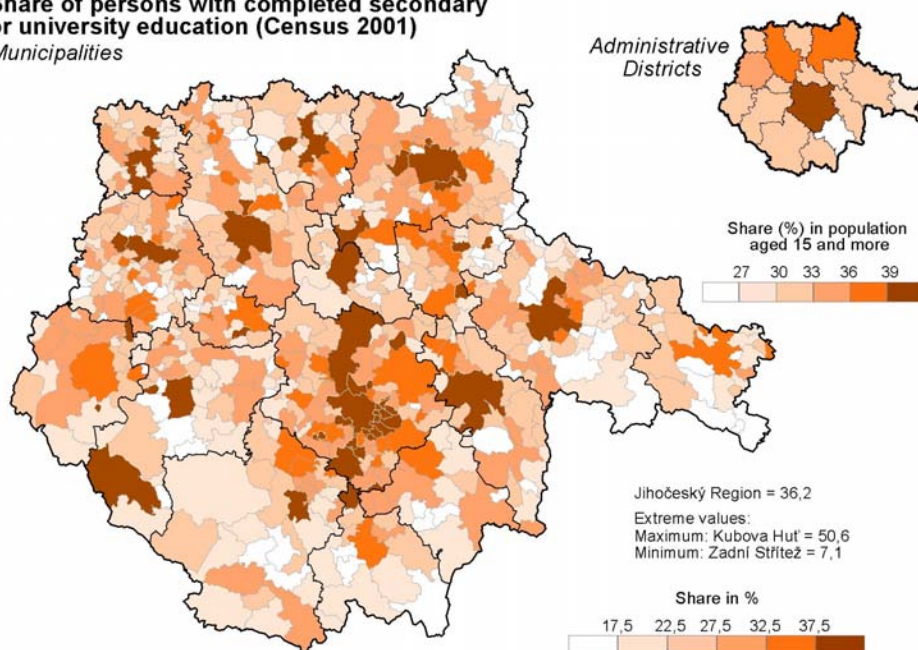 Share of persons with completed secondary
or university education (Census 2001)
Municipalities
Administrative
Districts
Share (%) in population
aged 15 and more
27 30 33 36 39
Jihočeský Region = 36,2
Extreme values:
Maximum: Kubova Huť = 50,6
Minimum: Zadní Střítež = 7,1
Share in %
17,5 22,5 27,5 32,5 37,5